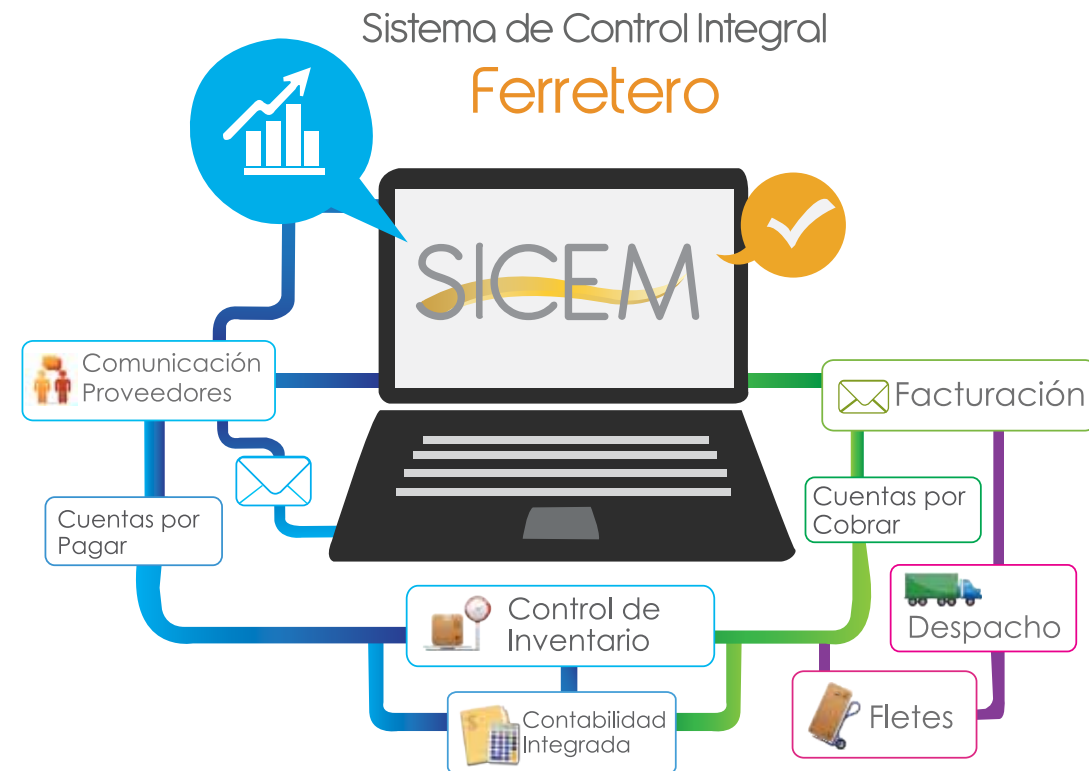 Sistema de Control Integral
Ferretero
SICEM
Comunicación
Proveedores
Facturación
Cuentas por
Pagar
Cuentas por
Cobrar
Despacho
Control de
Inventario
Fletes
Contabilidad
Integrada